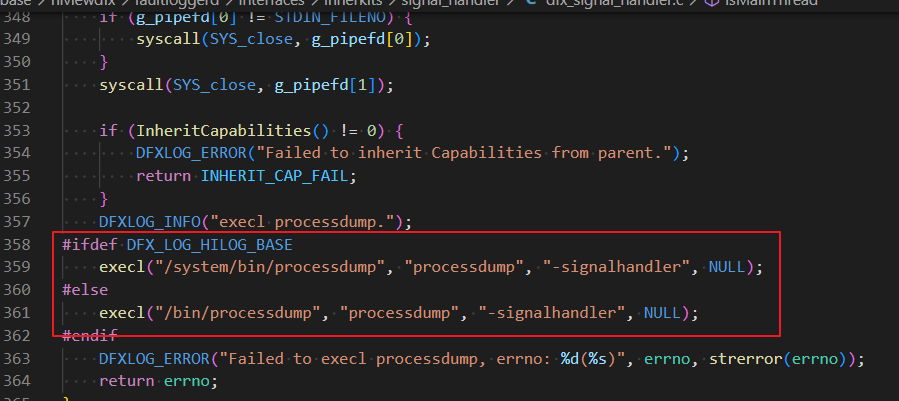 base > hiviewdfx > faultloggerd > interfaces > innerkits > signal_handler > C dfx_signal_handler.c > isMainThread
348 if (g_pipefd[0] != STDIN_FILENO) {
349 syscall(SYS_close, g_pipefd[0]);
350 }
351 syscall(SYS_close, g_pipefd[1]);
352
353 if (InheritCapabilities() != 0) {
354 DFXLOG_ERROR("Failed to inherit Capabilities from parent.");
355 return INHERIT_CAP_FAIL;
356 }
357 DFXLOG_INFO("execl processdump.");
358 #ifdef DFX_LOG_HILOG_BASE
359 execl("/system/bin/processdump", "processdump", "-signalhandler", NULL);
360 #else
361 execl("/bin/processdump", "processdump", "-signalhandler", NULL);
362 #endif
363 DFXLOG_ERROR("Failed to execl processdump, errno: %d(%s)", errno, strerror(errno));
364 return errno;
365 }